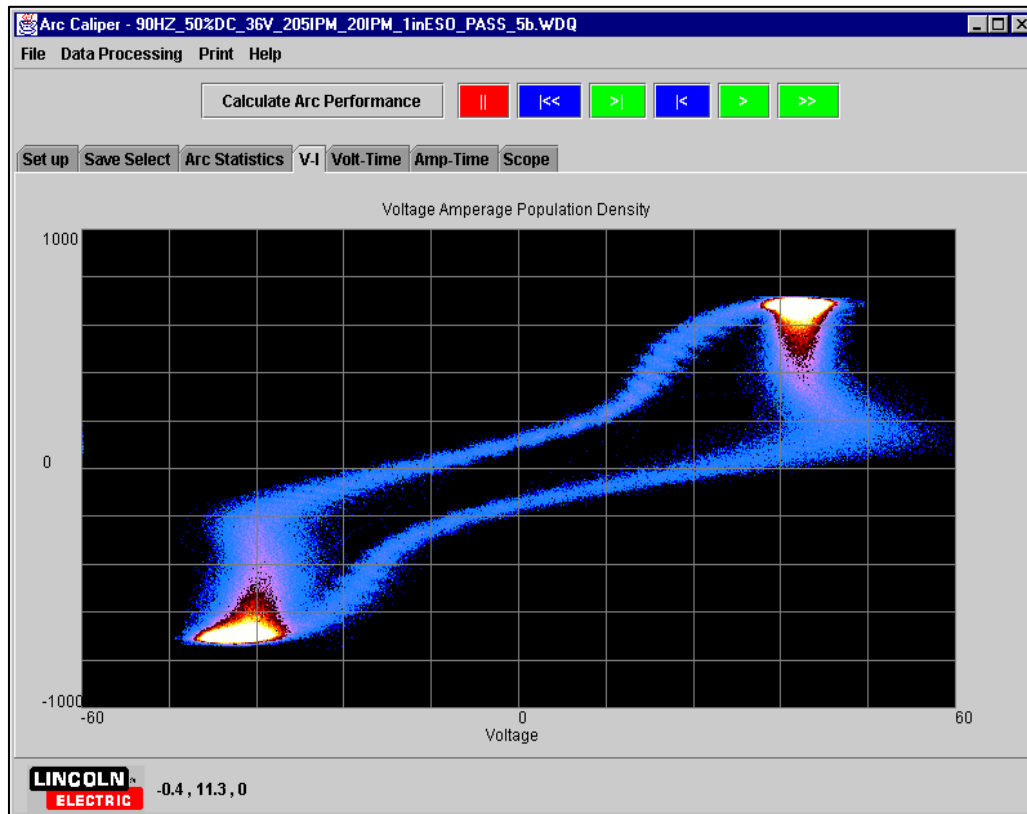 Arc Caliper - 90HZ_50%DC_36V_205IPM_20IPM_1inESO_PASS_5b.WDQ
File Data Processing Print Help
Calculate Arc Performance || |<< >| |< > >>
Set up Save Select Arc Statistics V-I Volt-Time Amp-Time Scope
Voltage Amperage Population Density
1000
0
-1000
-60 0 60
Voltage
LINCOLN
ELECTRIC
-0.4 , 11.3 , 0